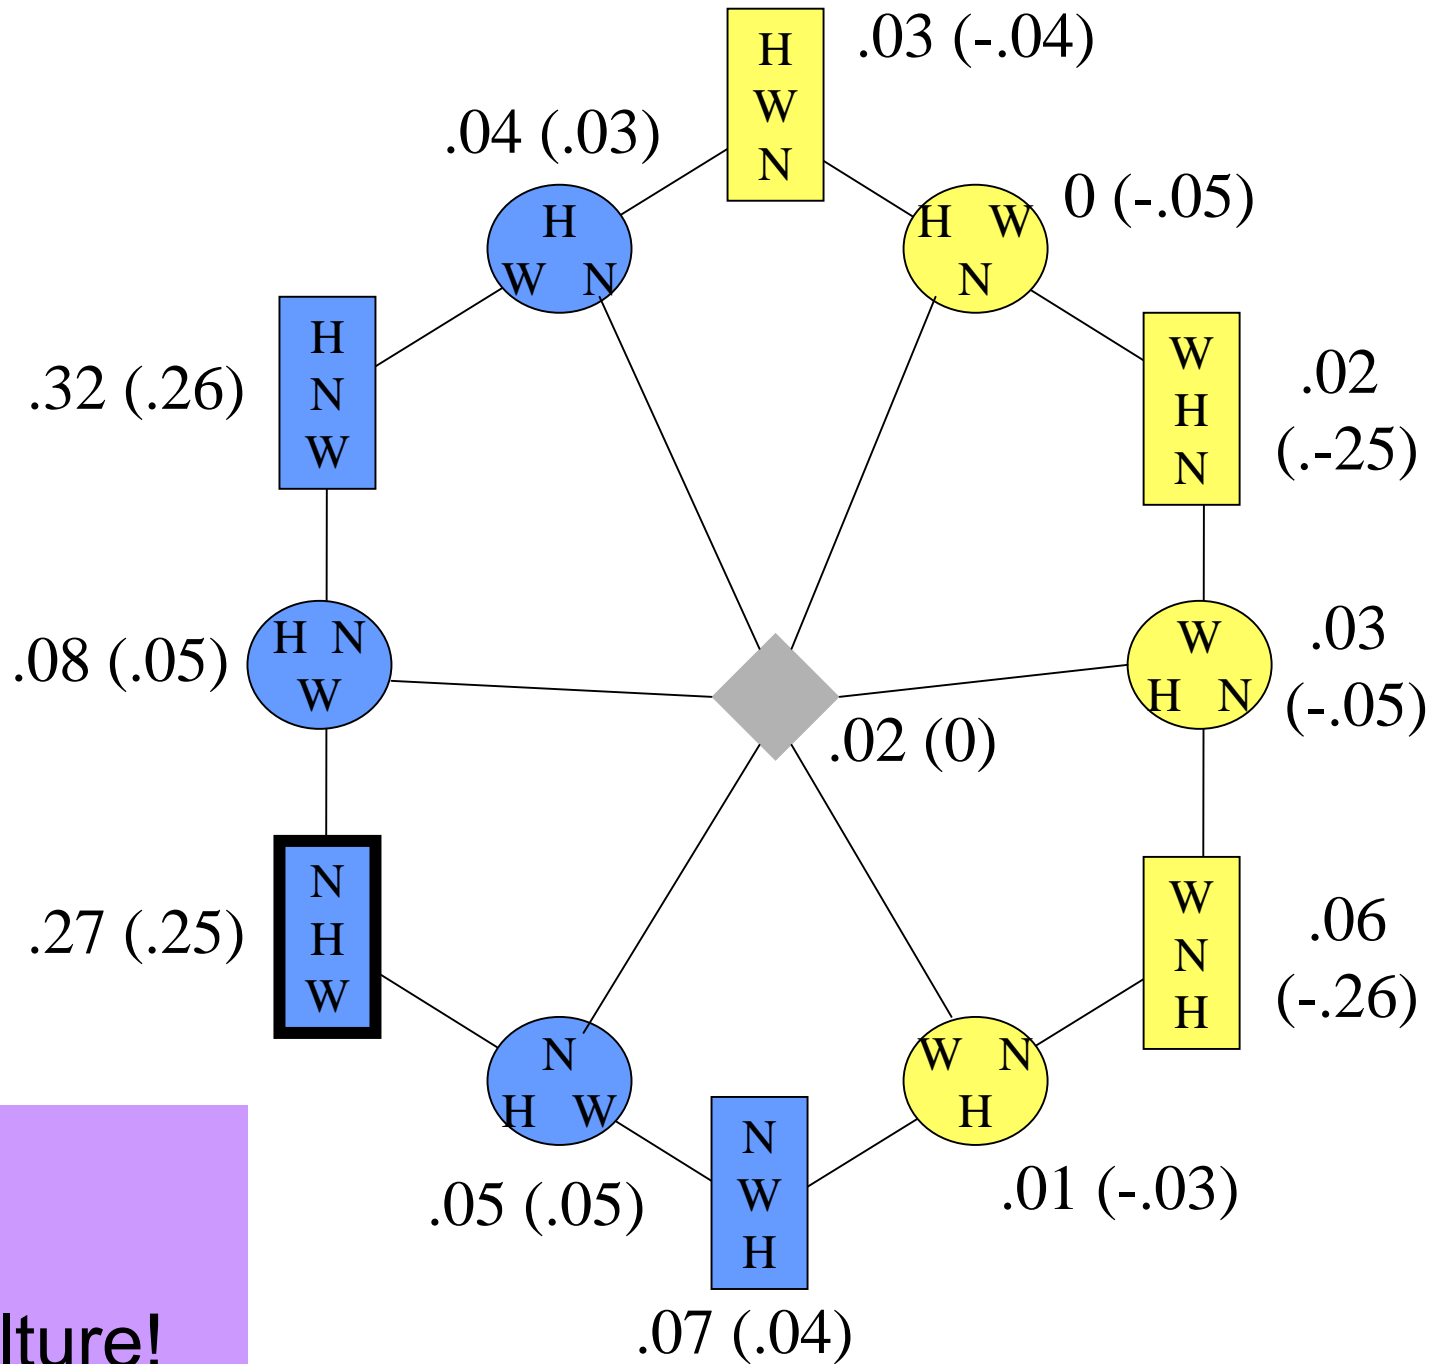 H
W
N
.03 (-.04)
.04 (.03)
H
W N
H W
N
0 (-.05)
H
N
W
.32 (.26)
W
H
N
.02
(.-25)
H N
W
.08 (.05)
W
H N
.03
(-.05)
.02 (0)
N
H
W
.27 (.25)
W
N
H
.06
(-.26)
N
H W
.05 (.05)
W N
H
.01 (-.03)
N
W
H
.07 (.04)
lture!